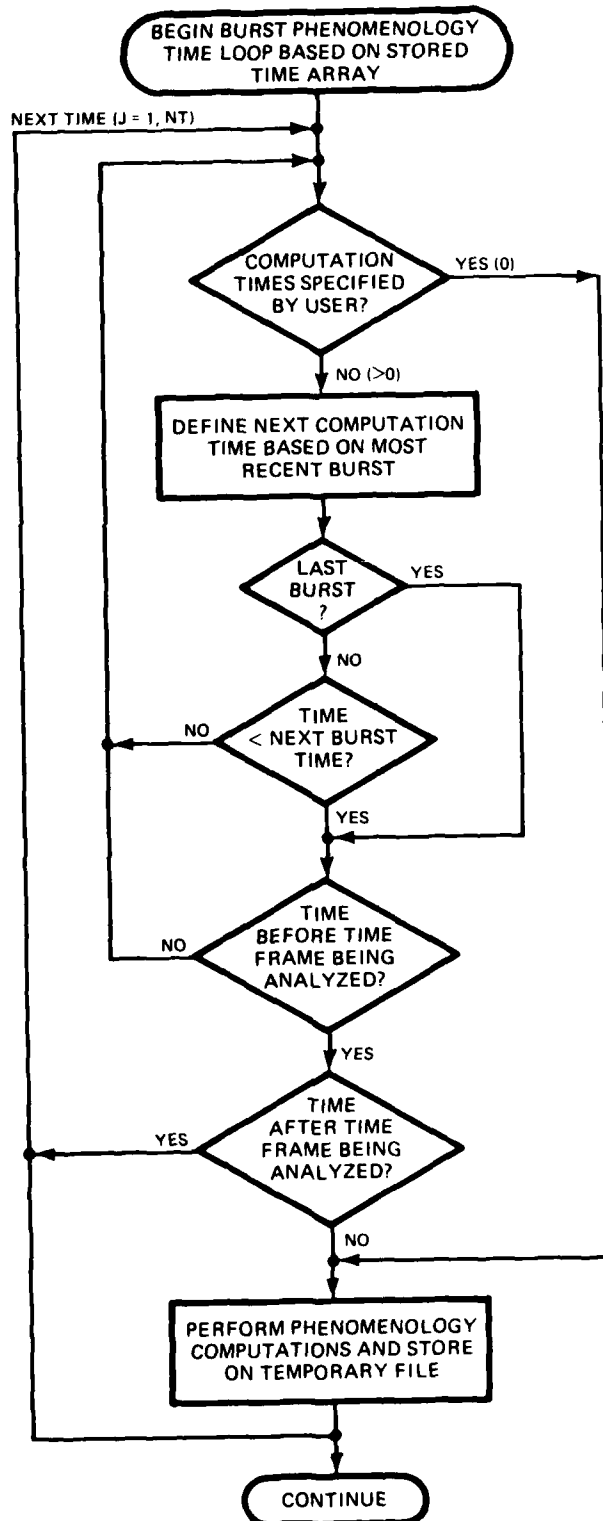 BEGIN BURST PHENOMENOLOGY
TIME LOOP BASED ON STORED
TIME ARRAY
NEXT TIME (J = 1, NT)
COMPUTATION
TIMES SPECIFIED
BY USER?
YES (0)
NO (>0)
DEFINE NEXT COMPUTATION
TIME BASED ON MOST
RECENT BURST
LAST
BURST
?
YES
NO
TIME
< NEXT BURST
TIME?
NO
YES
TIME
BEFORE TIME
FRAME BEING
ANALYZED?
NO
YES
TIME
AFTER TIME
FRAME BEING
ANALYZED?
YES
NO
PERFORM PHENOMENOLOGY
COMPUTATIONS AND STORE
ON TEMPORARY FILE
CONTINUE